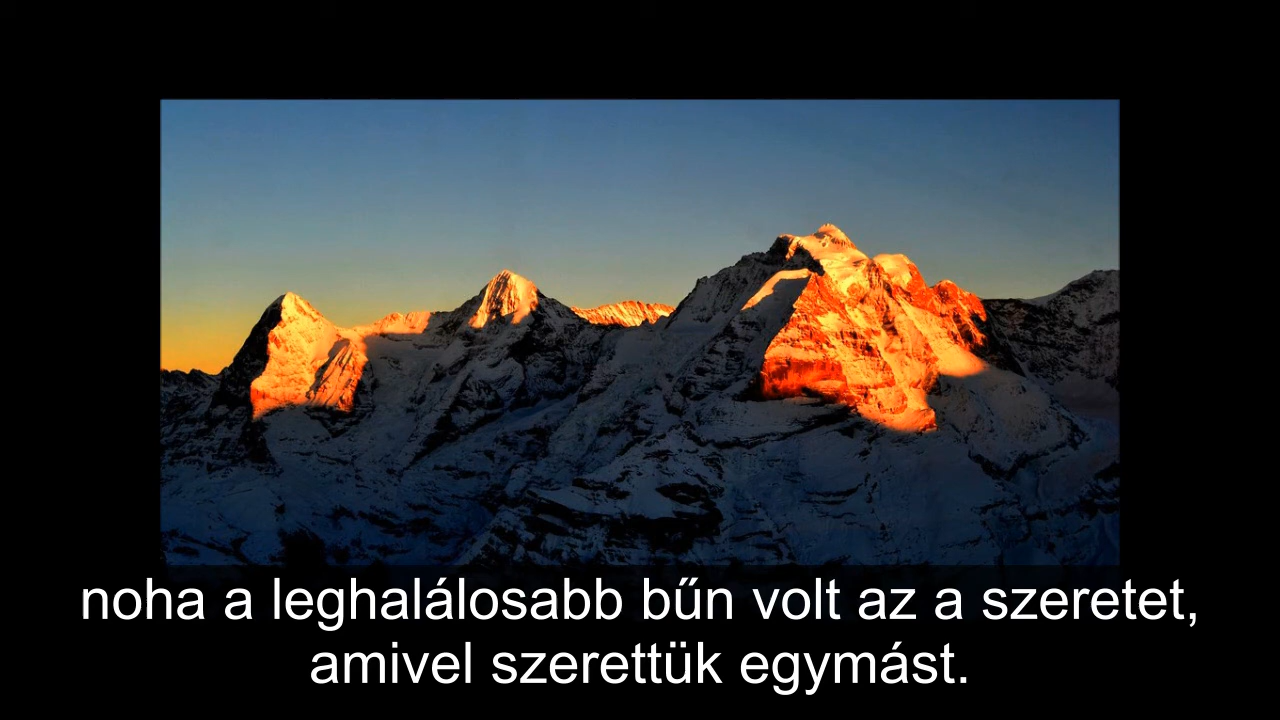 noha a leghalálosabb bűn volt az a szeretet,
amivel szerettük egymást.